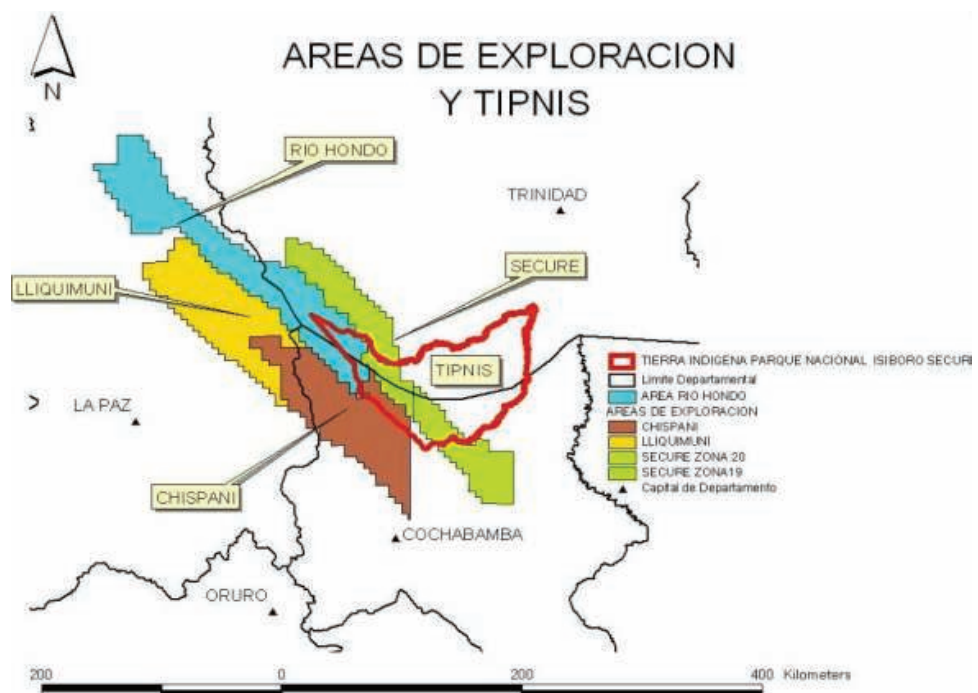 AREAS DE EXPLORACION
Y TIPNIS
N
RIO HONDO
TRINIDAD
SECURE
LLIQUIMUNI
TIPNIS
TIERRA INDIGENA PARQUE NACIONAL ISIBORO SECURE
Limite Departamental
AREA RIO HONDO
AREAS DE EXPLORACION
CHISPANI
LLIQUIMUNI
SECURE ZONA 20
SECURE ZONA19
Capital de Departamento
LA PAZ
CHISPANI
COCHABAMBA
ORURO
200 0 200 400 Kilometers